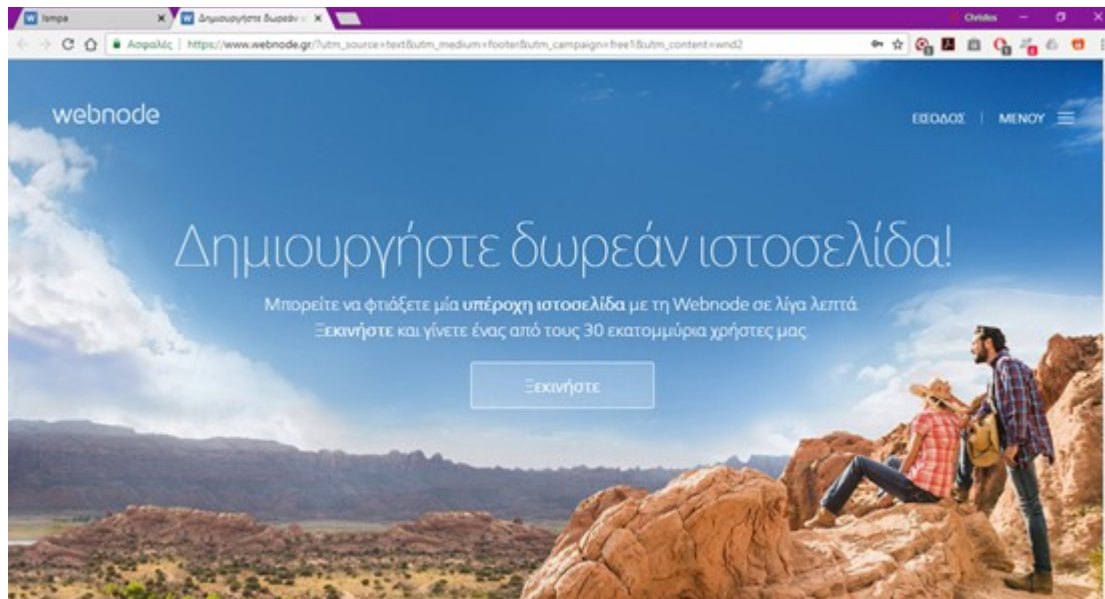 lampa
Δημιουργήστε δωρεάν
Christos
Ασφαλές
https://www.webnode.gr/?utm_source=text&utm_medium=footer&utm_campaign=free1&utm_content=wnd2
webnode
ΕΙΣΟΔΟΣ | ΜΕΝΟΥ
Δημιουργήστε δωρεάν ιστοσελίδα!
Μπορείτε να φτιάξετε μία υπέροχη ιστοσελίδα με τη Webnode σε λίγα λεπτά.
Ξεκινήστε και γίνετε ένας από τους 30 εκατομμύρια χρήστες μας.
Ξεκινήστε